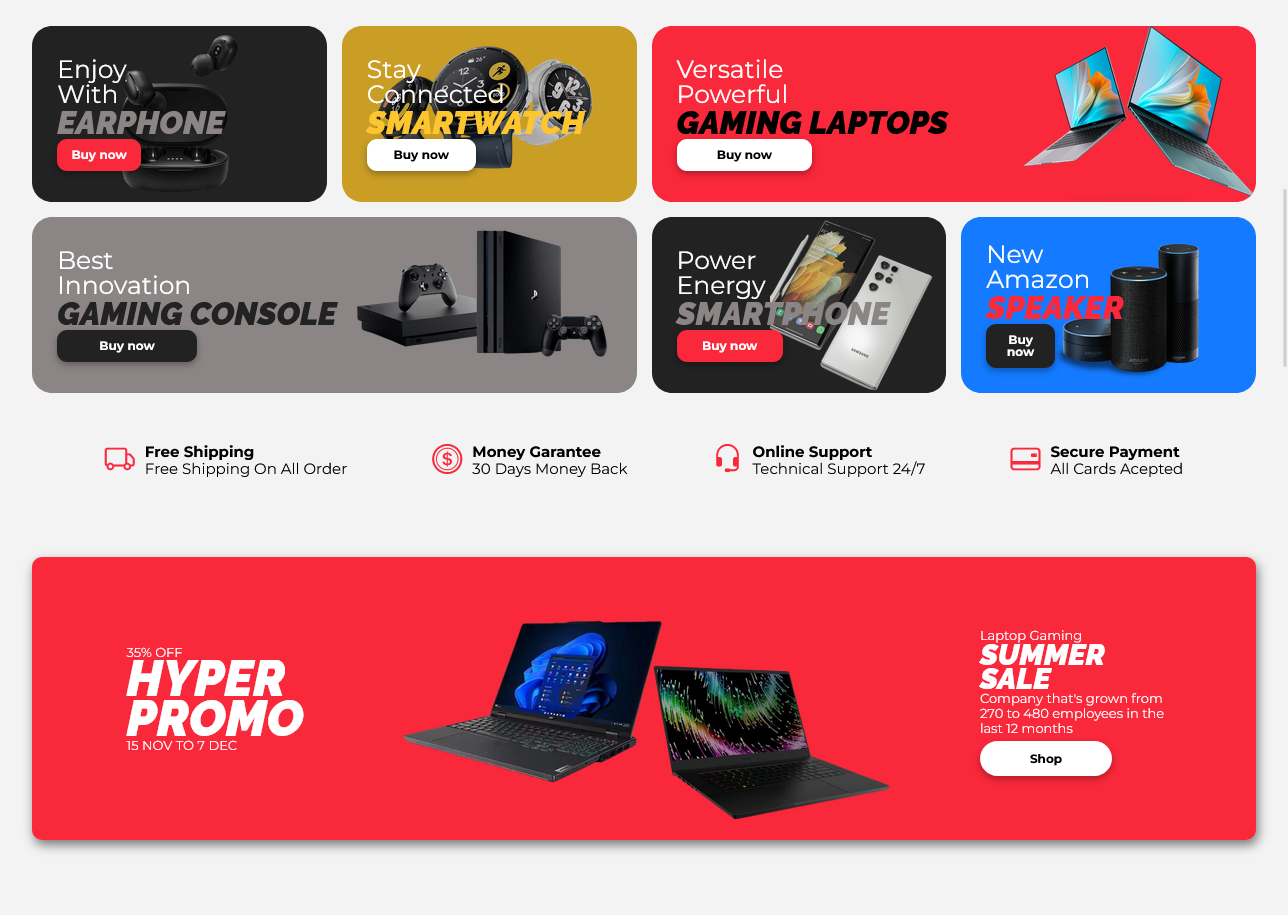 Enjoy
With
EARPHONE
Buy now
Stay
Connected
SMARTWATCH
Buy now
Versatile
Powerful
GAMING LAPTOPS
Buy now
Best
Innovation
GAMING CONSOLE
Buy now
Power
Energy
SMARTPHONE
Buy now
SAMSUNG
New
Amazon
SPEAKER
Buy
now
Free Shipping
Free Shipping On All Order
Money Garantee
30 Days Money Back
Online Support
Technical Support 24/7
Secure Payment
All Cards Acepted
35% OFF
HYPER
PROMO
15 NOV TO 7 DEC
Laptop Gaming
SUMMER
SALE
Company that's grown from
270 to 480 employees in the
last 12 months
Shop